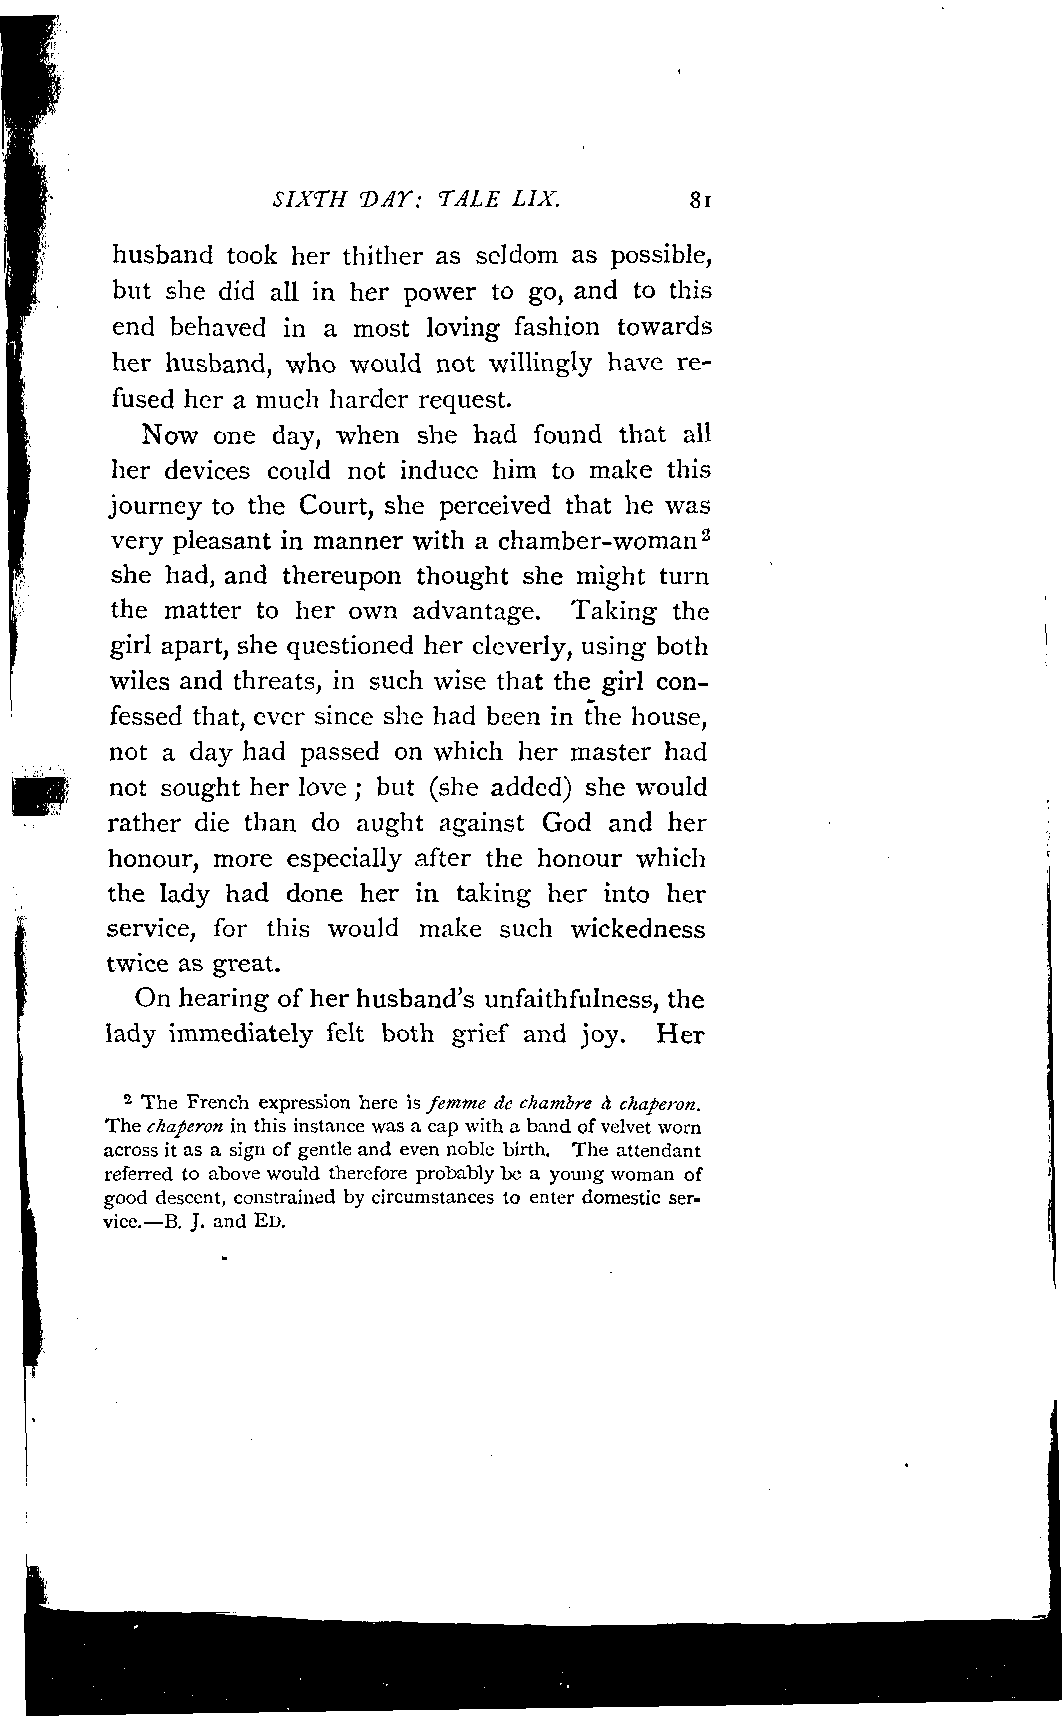 SIXTH DAY: TALE LIX. 81
husband took her thither as seldom as possible,
but she did all in her power to go, and to this
end behaved in a most loving fashion towards
her husband, who would not willingly have re-
fused her a much harder request.
Now one day, when she had found that all
her devices could not induce him to make this
journey to the Court, she perceived that he was
very pleasant in manner with a chamber-woman²
she had, and thereupon thought she might turn
the matter to her own advantage. Taking the
girl apart, she questioned her cleverly, using both
wiles and threats, in such wise that the girl con-
fessed that, ever since she had been in the house,
not a day had passed on which her master had
not sought her love ; but (she added) she would
rather die than do aught against God and her
honour, more especially after the honour which
the lady had done her in taking her into her
service, for this would make such wickedness
twice as great.
On hearing of her husband's unfaithfulness, the
lady immediately felt both grief and joy. Her
² The French expression here is femme de chambre à chaperon.
The chaperon in this instance was a cap with a band of velvet worn
across it as a sign of gentle and even noble birth. The attendant
referred to above would therefore probably be a young woman of
good descent, constrained by circumstances to enter domestic ser-
vice.—B. J. and ED.